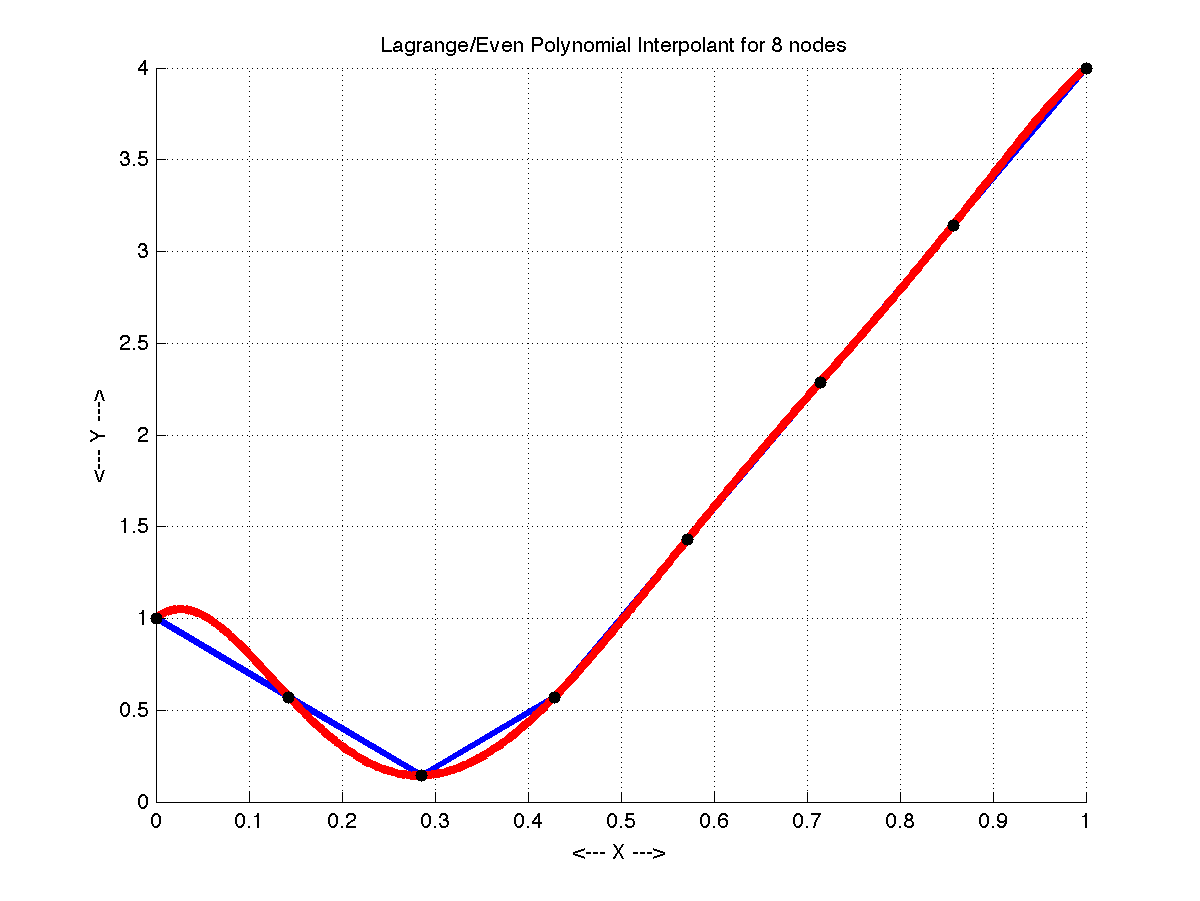 Lagrange/Even Polynomial Interpolant for 8 nodes
4
3.5
3
2.5
2
1.5
1
0.5
0
<--- Y --->
0 0.1 0.2 0.3 0.4 0.5 0.6 0.7 0.8 0.9 1
<--- X --->